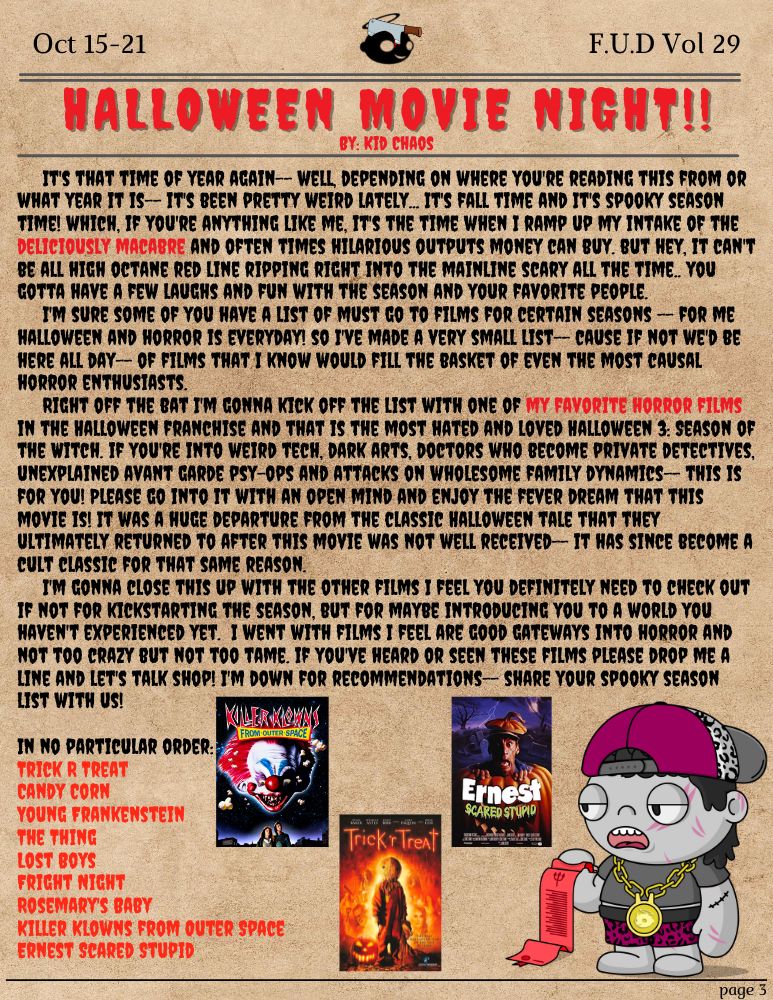 Oct 15-21
F.U.D Vol 29
HALLOWEEN MOVIE NIGHT!!
BY: KID CHAOS
IT'S THAT TIME OF YEAR AGAIN-- WELL, DEPENDING ON WHERE YOU'RE READING THIS FROM OR
WHAT YEAR IT IS-- IT'S BEEN PRETTY WEIRD LATELY... IT'S FALL TIME AND IT'S SPOOKY SEASON
TIME! WHICH, IF YOU'RE ANYTHING LIKE ME, IT'S THE TIME WHEN I RAMP UP MY INTAKE OF THE
DELICIOUSLY MACABRE AND OFTEN TIMES HILARIOUS OUTPUTS MONEY CAN BUY. BUT HEY, IT CAN'T
BE ALL HIGH OCTANE RED LINE RIPPING RIGHT INTO THE MAINLINE SCARY ALL THE TIME.. YOU
GOTTA HAVE A FEW LAUGHS AND FUN WITH THE SEASON AND YOUR FAVORITE PEOPLE.
I'M SURE SOME OF YOU HAVE A LIST OF MUST GO TO FILMS FOR CERTAIN SEASONS -- FOR ME
HALLOWEEN AND HORROR IS EVERYDAY! SO I'VE MADE A VERY SMALL LIST-- CAUSE IF NOT WE'D BE
HERE ALL DAY-- OF FILMS THAT I KNOW WOULD FILL THE BASKET OF EVEN THE MOST CAUSAL
HORROR ENTHUSIASTS.
RIGHT OFF THE BAT I'M GONNA KICK OFF THE LIST WITH ONE OF MY FAVORITE HORROR FILMS
IN THE HALLOWEEN FRANCHISE AND THAT IS THE MOST HATED AND LOVED HALLOWEEN 3: SEASON OF
THE WITCH. IF YOU'RE INTO WEIRD TECH, DARK ARTS, DOCTORS WHO BECOME PRIVATE DETECTIVES,
UNEXPLAINED AVANT GARDE PSY-OPS AND ATTACKS ON WHOLESOME FAMILY DYNAMICS-- THIS IS
FOR YOU! PLEASE GO INTO IT WITH AN OPEN MIND AND ENJOY THE FEVER DREAM THAT THIS
MOVIE IS! IT WAS A HUGE DEPARTURE FROM THE CLASSIC HALLOWEEN TALE THAT THEY
ULTIMATELY RETURNED TO AFTER THIS MOVIE WAS NOT WELL RECEIVED-- IT HAS SINCE BECOME A
CULT CLASSIC FOR THAT SAME REASON.
I'M GONNA CLOSE THIS UP WITH THE OTHER FILMS I FEEL YOU DEFINITELY NEED TO CHECK OUT
IF NOT FOR KICKSTARTING THE SEASON, BUT FOR MAYBE INTRODUCING YOU TO A WORLD YOU
HAVEN'T EXPERIENCED YET. I WENT WITH FILMS I FEEL ARE GOOD GATEWAYS INTO HORROR AND
NOT TOO CRAZY BUT NOT TOO TAME. IF YOU'VE HEARD OR SEEN THESE FILMS PLEASE DROP ME A
LINE AND LET'S TALK SHOP! I'M DOWN FOR RECOMMENDATIONS-- SHARE YOUR SPOOKY SEASON
LIST WITH US!
IN NO PARTICULAR ORDER:
TRICK R TREAT
CANDY CORN
YOUNG FRANKENSTEIN
THE THING
LOST BOYS
FRIGHT NIGHT
ROSEMARY'S BABY
KILLER KLOWNS FROM OUTER SPACE
ERNEST SCARED STUPID
KILLER KLOWNS
FROM OUTER SPACE
Trick r Treat
Ernest
SCARED STUPID
page 3